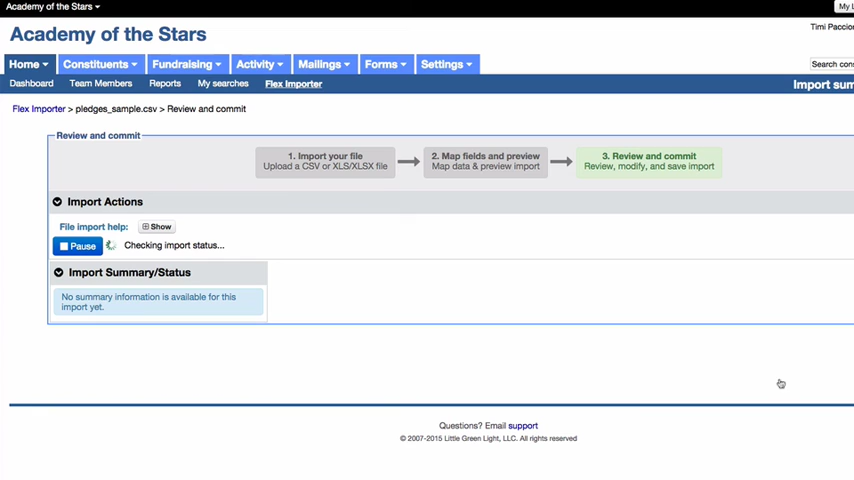 Academy of the Stars
My L
Academy of the Stars
Timi Paccio
Home Constituents Fundraising Activity Mailings Forms Settings
Search cons
Dashboard Team Members Reports My searches Flex Importer
Import sum
Flex Importer > pledges_sample.csv > Review and commit
Review and commit
1. Import your file
Upload a CSV or XLS/XLSX file
2. Map fields and preview
Map data & preview import
3. Review and commit
Review, modify, and save import
Import Actions
File import help: Show
Pause Checking import status...
Import Summary/Status
No summary information is available for this
import yet.
Questions? Email support
© 2007-2015 Little Green Light, LLC. All rights reserved